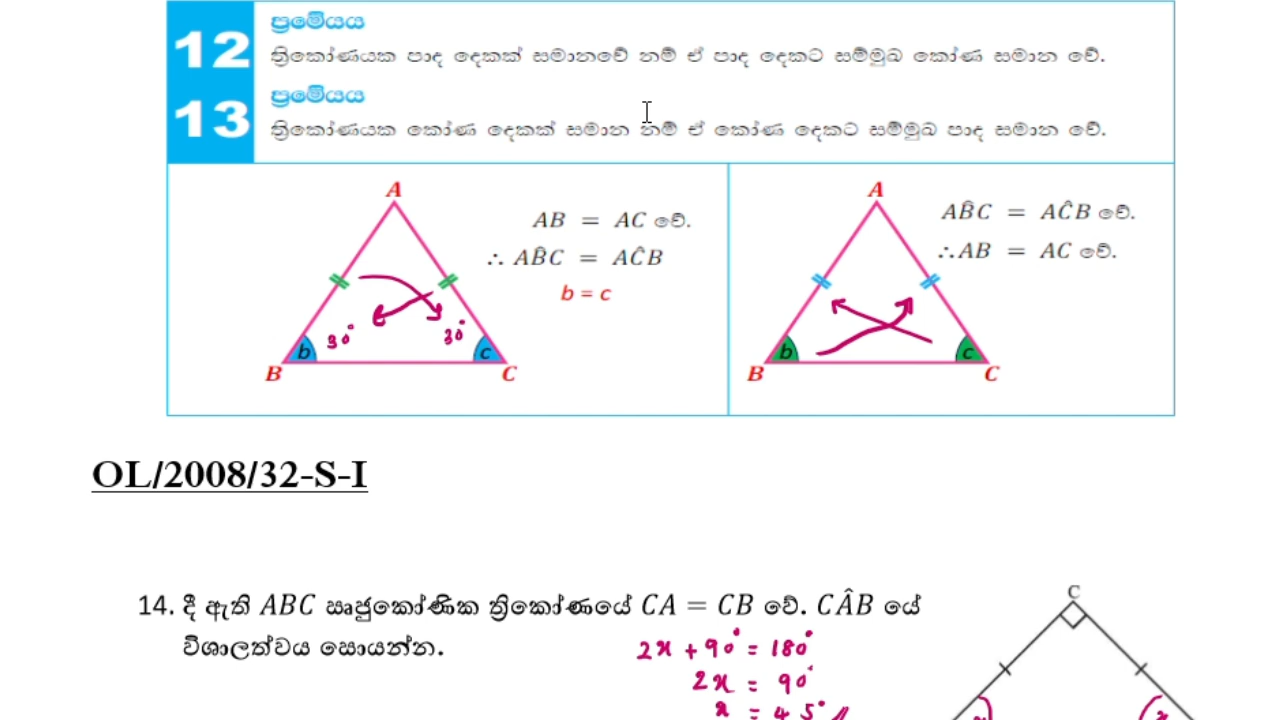 12
ප්‍රමේයය
ත්‍රිකෝණයක පාද දෙකක් සමානවේ නම් ඒ පාද දෙකට සම්මුඛ කෝණ සමාන වේ.
13
ප්‍රමේයය
ත්‍රිකෝණයක කෝණ දෙකක් සමාන නම් ඒ කෝණ දෙකට සම්මුඛ පාද සමාන වේ.
A
AB = AC වේ.
∴ AB̂C = AĈB
b = c
30° 30°
b c
B C
A
AB̂C = AĈB වේ.
∴ AB = AC වේ.
b c
B C
OL/2008/32-S-I
C
14. දී ඇති ABC ඍජුකෝණික ත්‍රිකෝණයේ CA = CB වේ. CÂB යේ
විශාලත්වය සොයන්න.
2x + 90° = 180°
2x = 90°
x = 45°